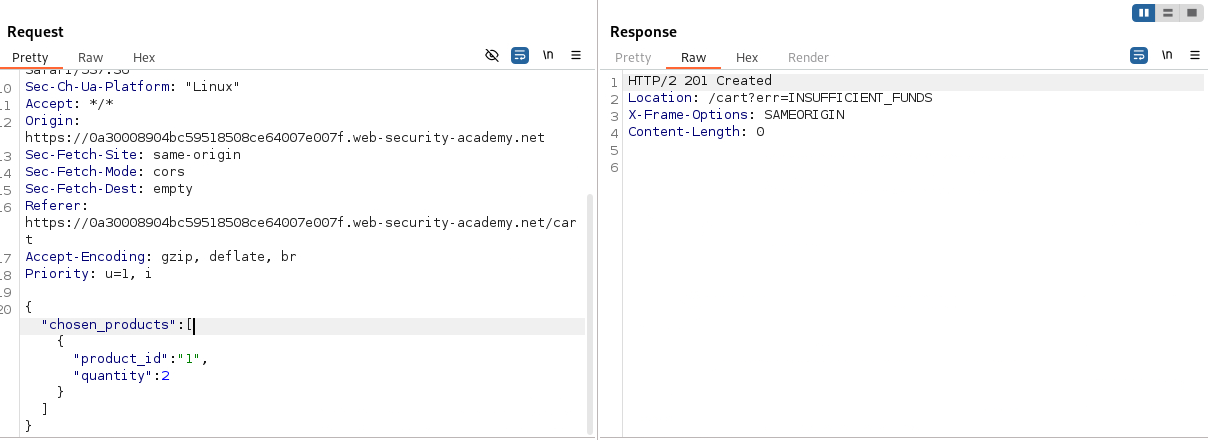 Request
Pretty Raw Hex
\n
Safari/537.36
10 Sec-Ch-Ua-Platform: "Linux"
11 Accept: */*
12 Origin:
https://0a30008904bc59518508ce64007e007f.web-security-academy.net
13 Sec-Fetch-Site: same-origin
14 Sec-Fetch-Mode: cors
15 Sec-Fetch-Dest: empty
16 Referer:
https://0a30008904bc59518508ce64007e007f.web-security-academy.net/car
t
17 Accept-Encoding: gzip, deflate, br
18 Priority: u=1, i
19
20 {
"chosen_products":[
{
"product_id":"1",
"quantity":2
}
]
}
Response
Pretty Raw Hex Render
\n
1 HTTP/2 201 Created
2 Location: /cart?err=INSUFFICIENT_FUNDS
3 X-Frame-Options: SAMEORIGIN
4 Content-Length: 0
5
6